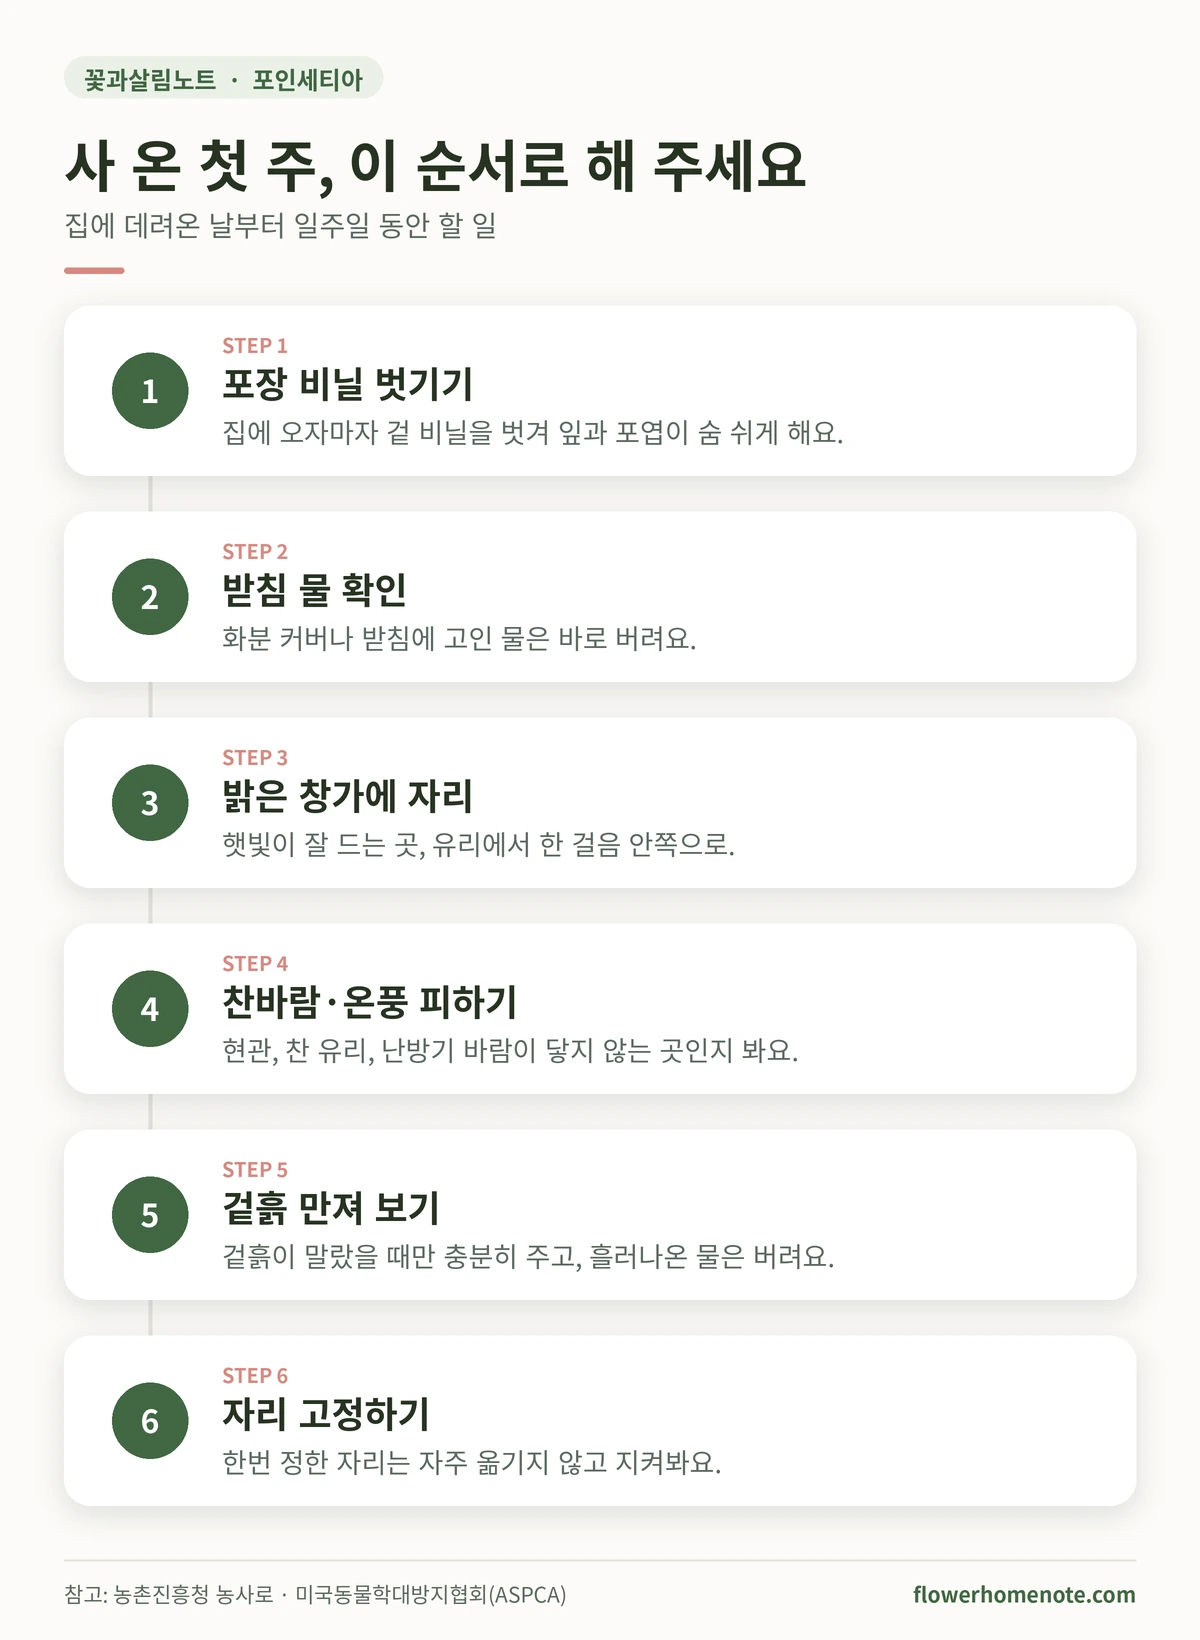 꽃과살림노트 · 포인세티아
사 온 첫 주, 이 순서로 해 주세요
집에 데려온 날부터 일주일 동안 할 일
STEP 1
1
포장 비닐 벗기기
집에 오자마자 겉 비닐을 벗겨 잎과 포엽이 숨 쉬게 해요.
STEP 2
2
받침 물 확인
화분 커버나 받침에 고인 물은 바로 버려요.
STEP 3
3
밝은 창가에 자리
햇빛이 잘 드는 곳, 유리에서 한 걸음 안쪽으로.
STEP 4
4
찬바람·온풍 피하기
현관, 찬 유리, 난방기 바람이 닿지 않는 곳인지 봐요.
STEP 5
5
겉흙 만져 보기
겉흙이 말랐을 때만 충분히 주고, 흘러나온 물은 버려요.
STEP 6
6
자리 고정하기
한번 정한 자리는 자주 옮기지 않고 지켜봐요.
참고: 농촌진흥청 농사로 · 미국동물학대방지협회(ASPCA)
flowerhomenote.com